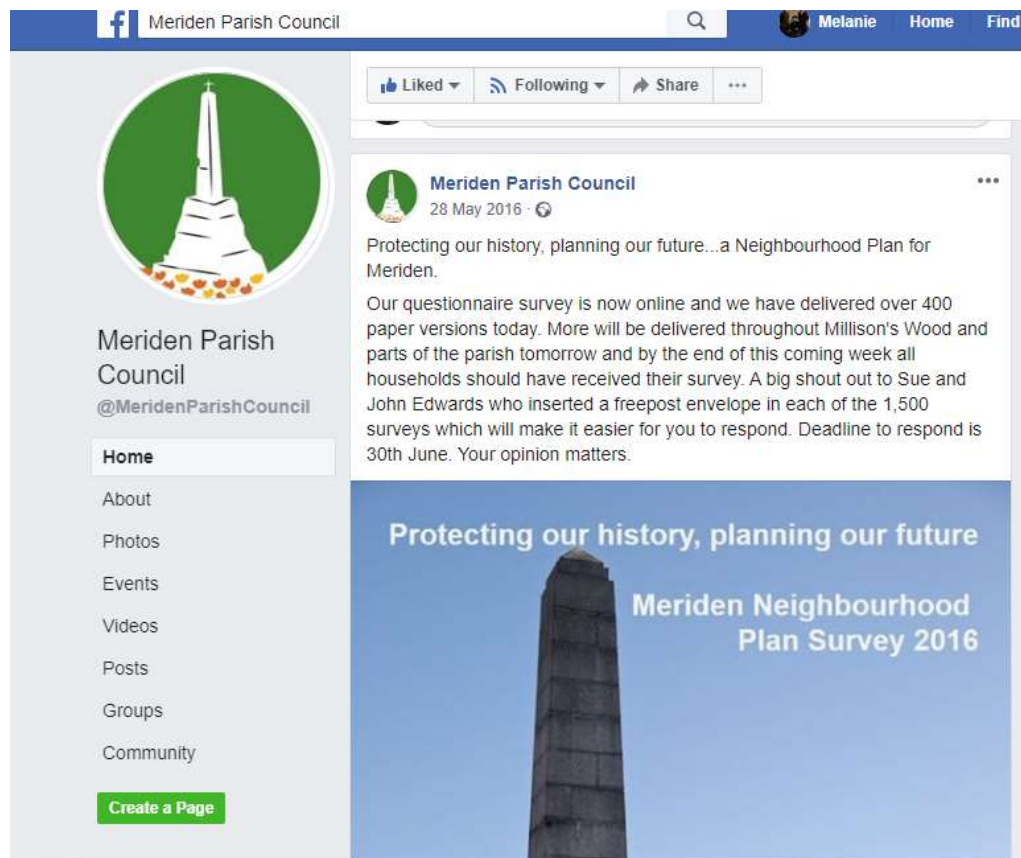 Meriden Parish Council
Melanie
Home
Find
Liked
Following
Share
Meriden Parish
Council
@MeridenParishCouncil
Home
About
Photos
Events
Videos
Posts
Groups
Community
Create a Page
Meriden Parish Council
28 May 2016 ·
Protecting our history, planning our future...a Neighbourhood Plan for
Meriden.
Our questionnaire survey is now online and we have delivered over 400
paper versions today. More will be delivered throughout Millison's Wood and
parts of the parish tomorrow and by the end of this coming week all
households should have received their survey. A big shout out to Sue and
John Edwards who inserted a freepost envelope in each of the 1,500
surveys which will make it easier for you to respond. Deadline to respond is
30th June. Your opinion matters.
Protecting our history, planning our future
Meriden Neighbourhood
Plan Survey 2016